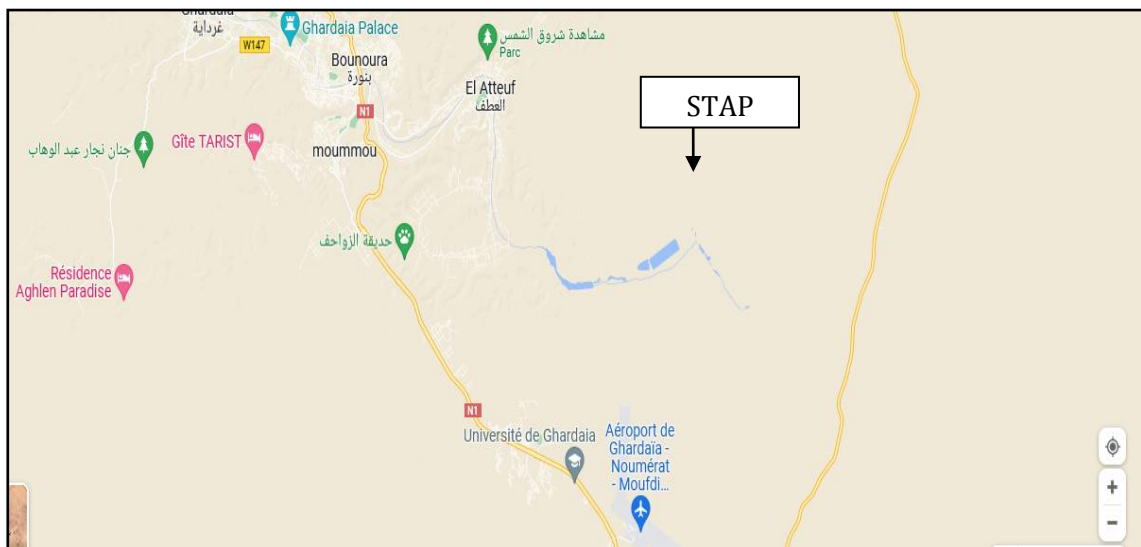 غرداية
Ghardaia Palace
W147
Bounoura
بنورة
مشاهدة شروق الشمس
Parc
El Atteuf
العطف
STAP
N1
Gîte TARIST
جنان نجار عبد الوهاب
moummou
حديقة الزواحف
Résidence
Aghlen Paradise
N1
Université de Ghardaia
Aéroport de
Ghardaïa -
Noumérat
- Moufdi...
+
−